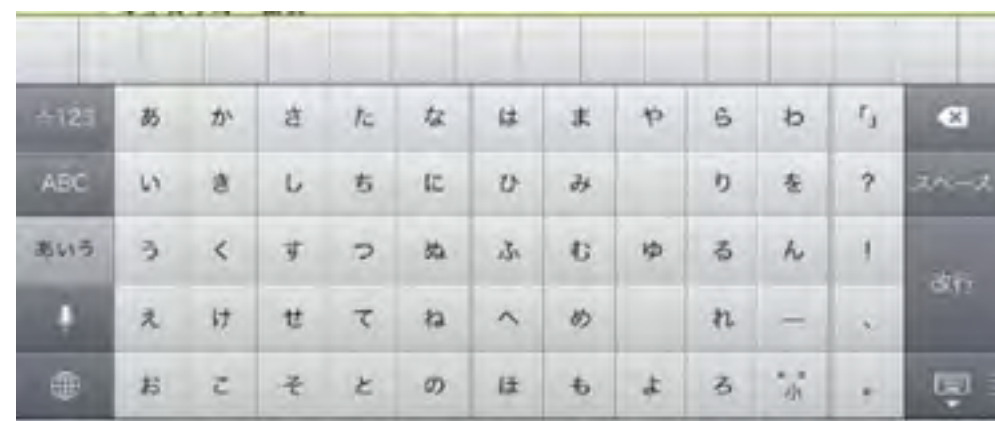 ☆123 あ か さ た な は ま や ら わ 「」
ABC い き し ち に ひ み り を ? スペース
あいう う く す つ ぬ ふ む ゆ る ん ! 改行
え け せ て ね へ め れ ー 、
お こ そ と の ほ も よ ろ ゛゜小 。